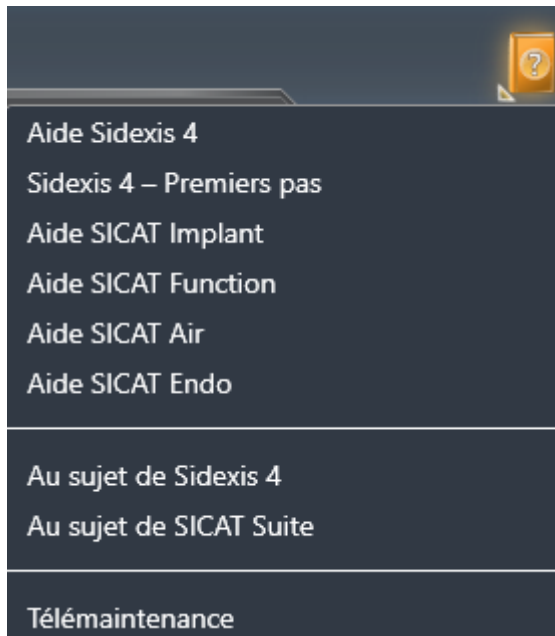 ?
Aide Sidexis 4
Sidexis 4 – Premiers pas
Aide SICAT Implant
Aide SICAT Function
Aide SICAT Air
Aide SICAT Endo
Au sujet de Sidexis 4
Au sujet de SICAT Suite
Télémaintenance